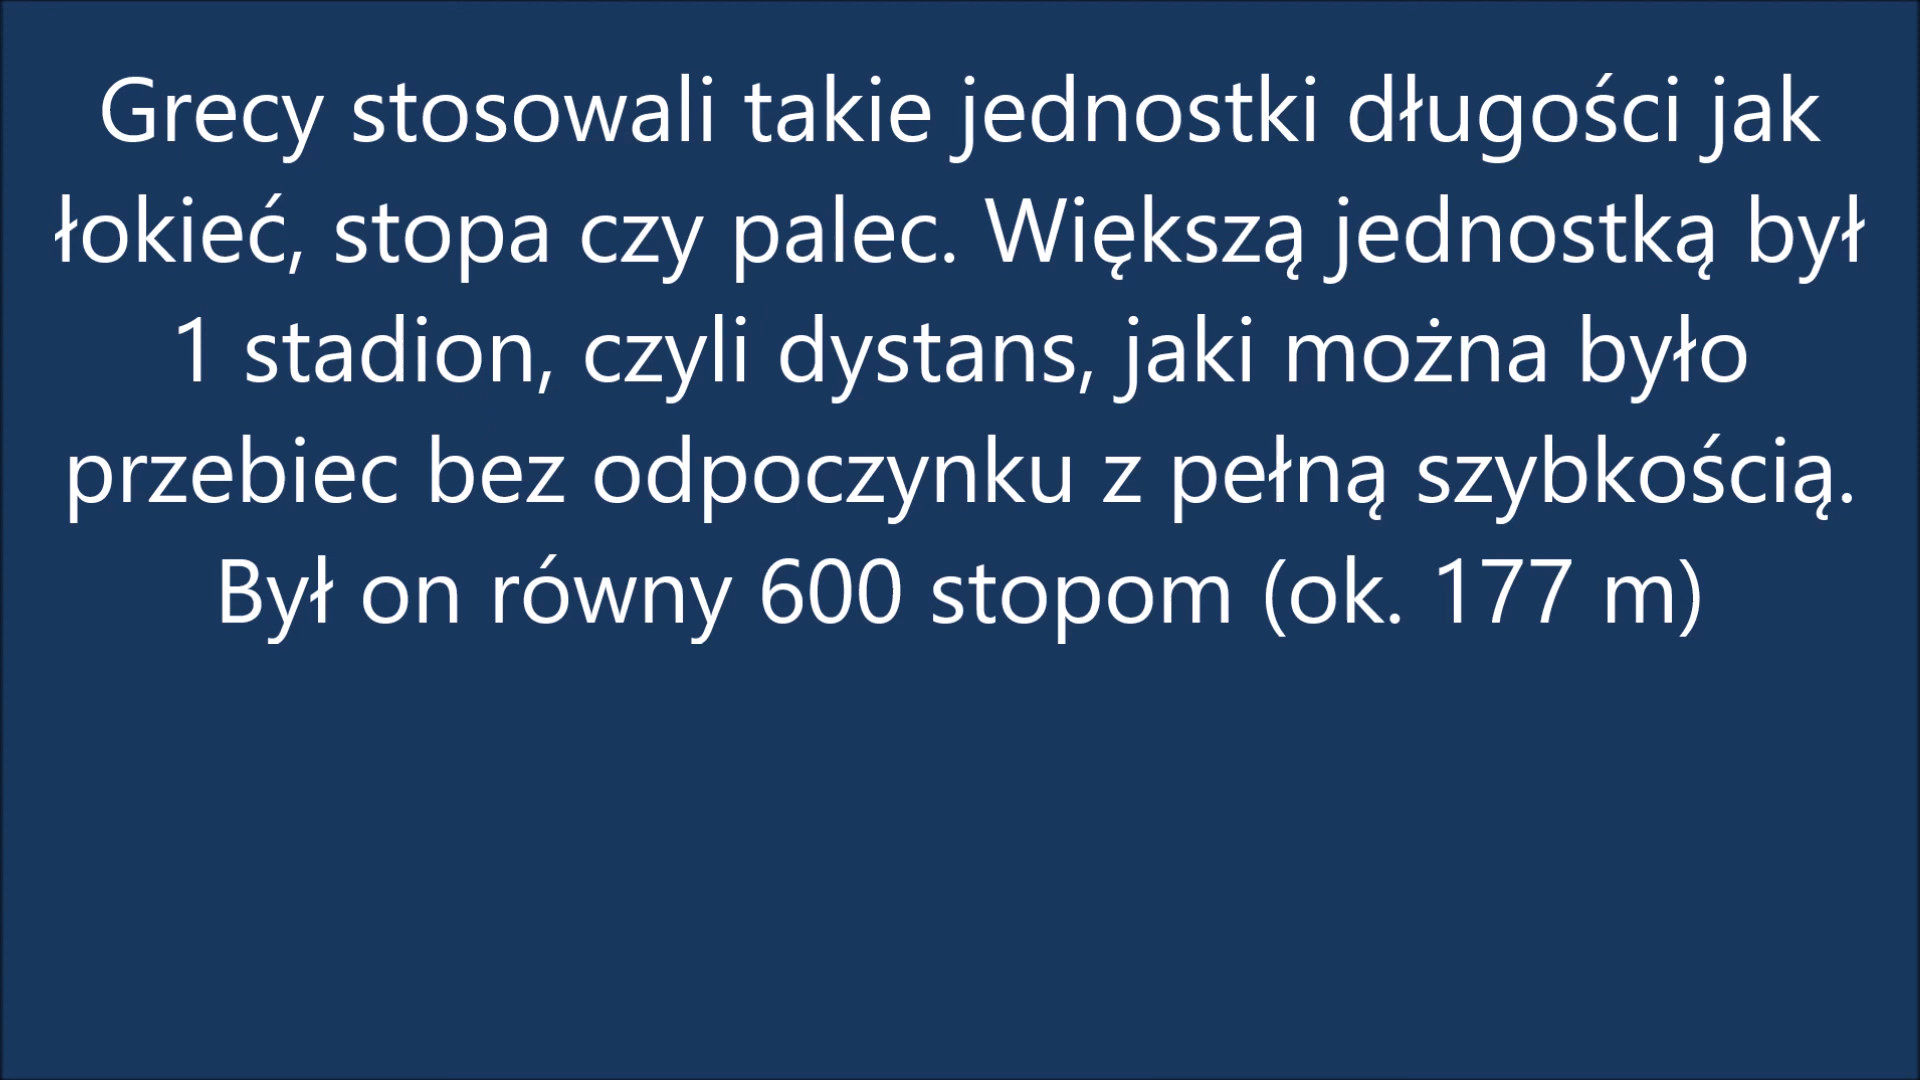 Grecy stosowali takie jednostki długości jak
łokieć, stopa czy palec. Większą jednostką był
1 stadion, czyli dystans, jaki można było
przebiec bez odpoczynku z pełną szybkością.
Był on równy 600 stopom (ok. 177 m)